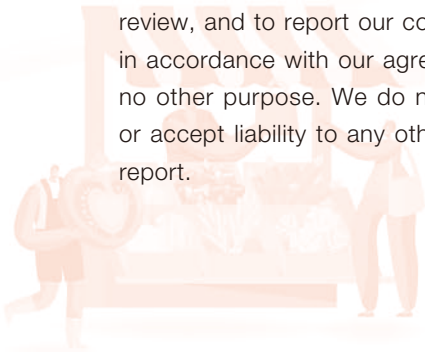 review, and to report our co
in accordance with our agre
no other purpose. We do n
or accept liability to any oth
report.